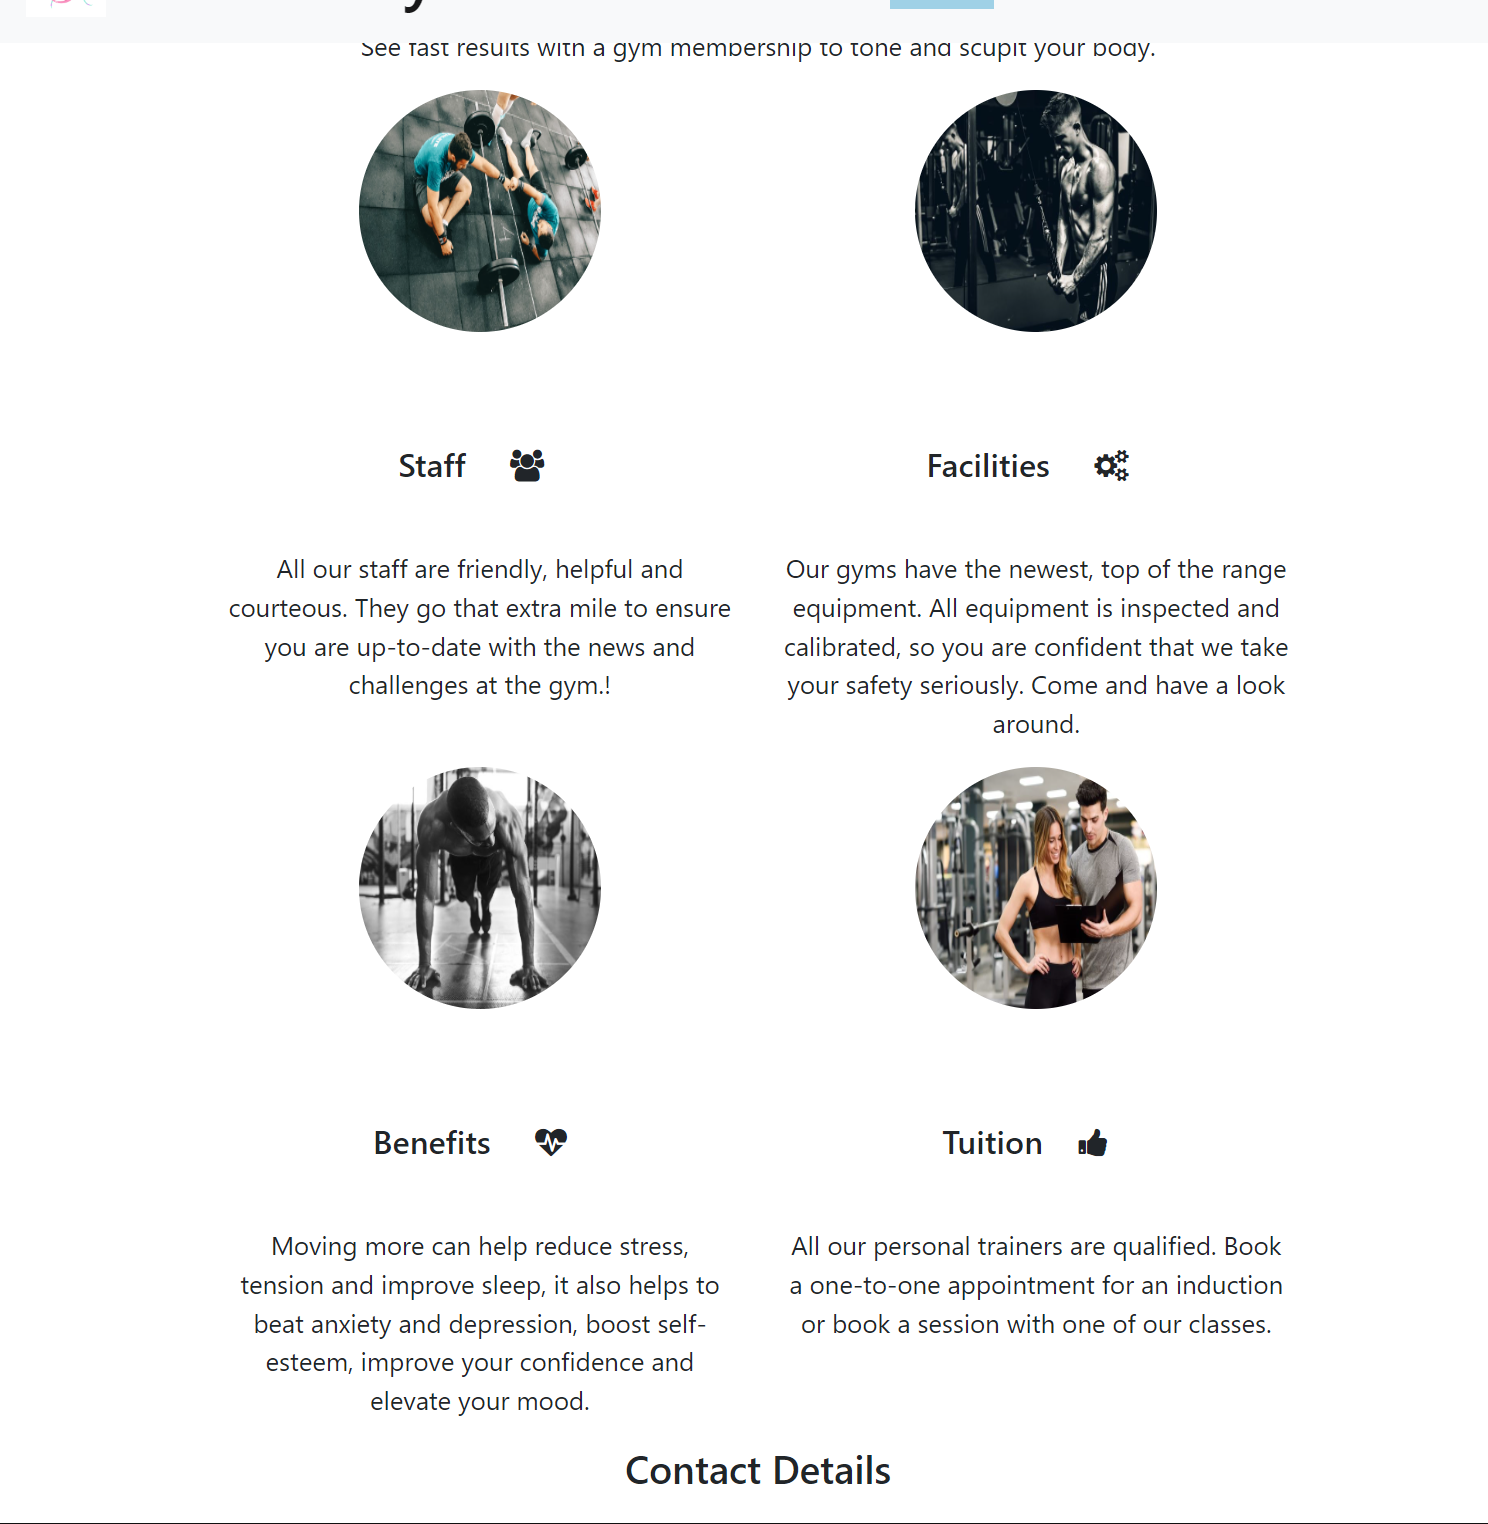 See fast results with a gym membership to tone and sculpt your body.
Staff
Facilities
All our staff are friendly, helpful and
courteous. They go that extra mile to ensure
you are up-to-date with the news and
challenges at the gym.!
Our gyms have the newest, top of the range
equipment. All equipment is inspected and
calibrated, so you are confident that we take
your safety seriously. Come and have a look
around.
Benefits
Tuition
Moving more can help reduce stress,
tension and improve sleep, it also helps to
beat anxiety and depression, boost self-
esteem, improve your confidence and
elevate your mood.
All our personal trainers are qualified. Book
a one-to-one appointment for an induction
or book a session with one of our classes.
Contact Details